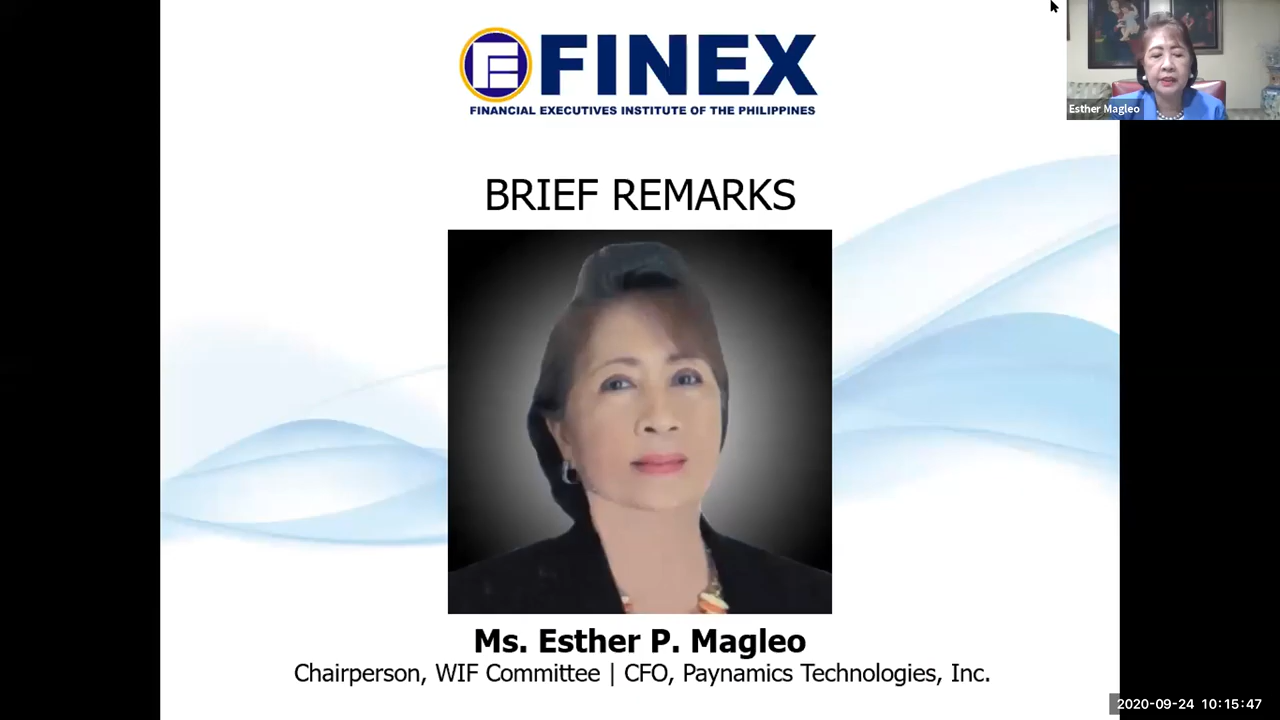 FINEX
FINANCIAL EXECUTIVES INSTITUTE OF THE PHILIPPINES
Esther Magleo
BRIEF REMARKS
Ms. Esther P. Magleo
Chairperson, WIF Committee | CFO, Paynamics Technologies, Inc.
2020-09-24 10:15:47